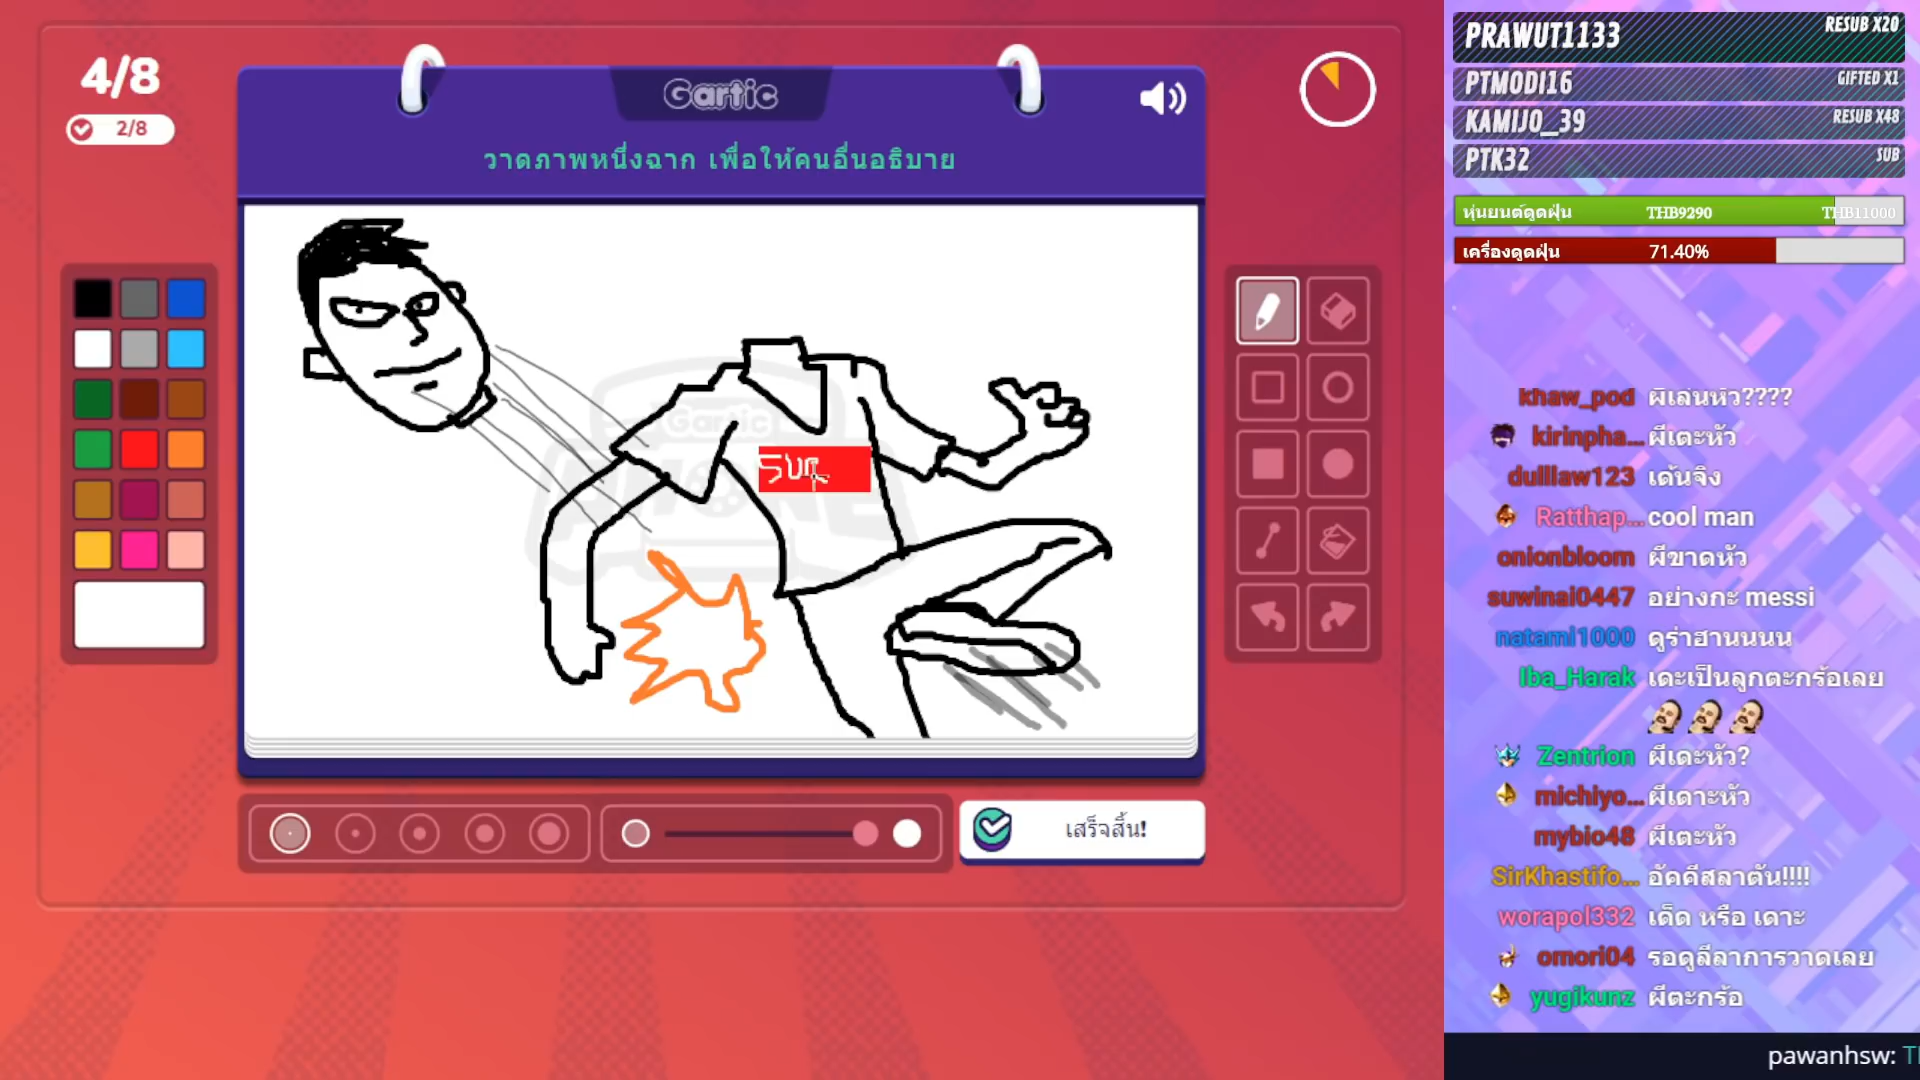 4/8
2/8
Gartic
วาดภาพหนึ่งฉาก เพื่อให้คนอื่นอธิบาย
Gartic
PHONE
SUP
เสร็จสิ้น!
PRAWUT1133 RESUB X20
PTMODI16 GIFTED X1
KAMIJO_39 RESUB X48
PTK32 SUB
หุ่นยนต์ดูดฝุ่น THB9290 THB11000
เครื่องดูดฝุ่น 71.40%
khaw_pod ผีเล่นหัว????
kirinpha... ผีเตะหัว
dulllaw123 เด้นจิง
Ratthap... cool man
onionbloom ผีขาดหัว
suwinai0447 อย่างกะ messi
natami1000 ดูร่าฮานนนน
Iba_Harak เดะเป็นลูกตะกร้อเลย
Zentrion ผีเดะหัว?
michiyo... ผีเดาะหัว
mybio48 ผีเตะหัว
SirKhastifo... อัคคีสลาตัน!!!!
worapol332 เด็ด หรือ เดาะ
omori04 รอดูลีลาการวาดเลย
yugikunz ผีตะกร้อ
pawanhsw: